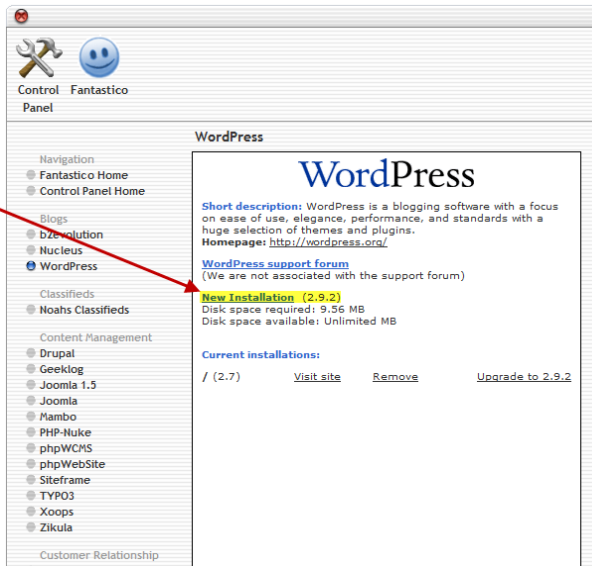 Control Panel
Fantastico
WordPress
Navigation
Fantastico Home
Control Panel Home
Blogs
b2evolution
Nucleus
WordPress
Classifieds
Noahs Classifieds
Content Management
Drupal
Geeklog
Joomla 1.5
Joomla
Mambo
PHP-Nuke
phpWCMS
phpWebSite
Siteframe
TYPO3
Xoops
Zikula
Customer Relationship
WordPress
Short description: WordPress is a blogging software with a focus
on ease of use, elegance, performance, and standards with a
huge selection of themes and plugins.
Homepage: http://wordpress.org/
WordPress support forum
(We are not associated with the support forum)
New Installation (2.9.2)
Disk space required: 9.56 MB
Disk space available: Unlimited MB
Current installations:
/ (2.7) Visit site Remove Upgrade to 2.9.2